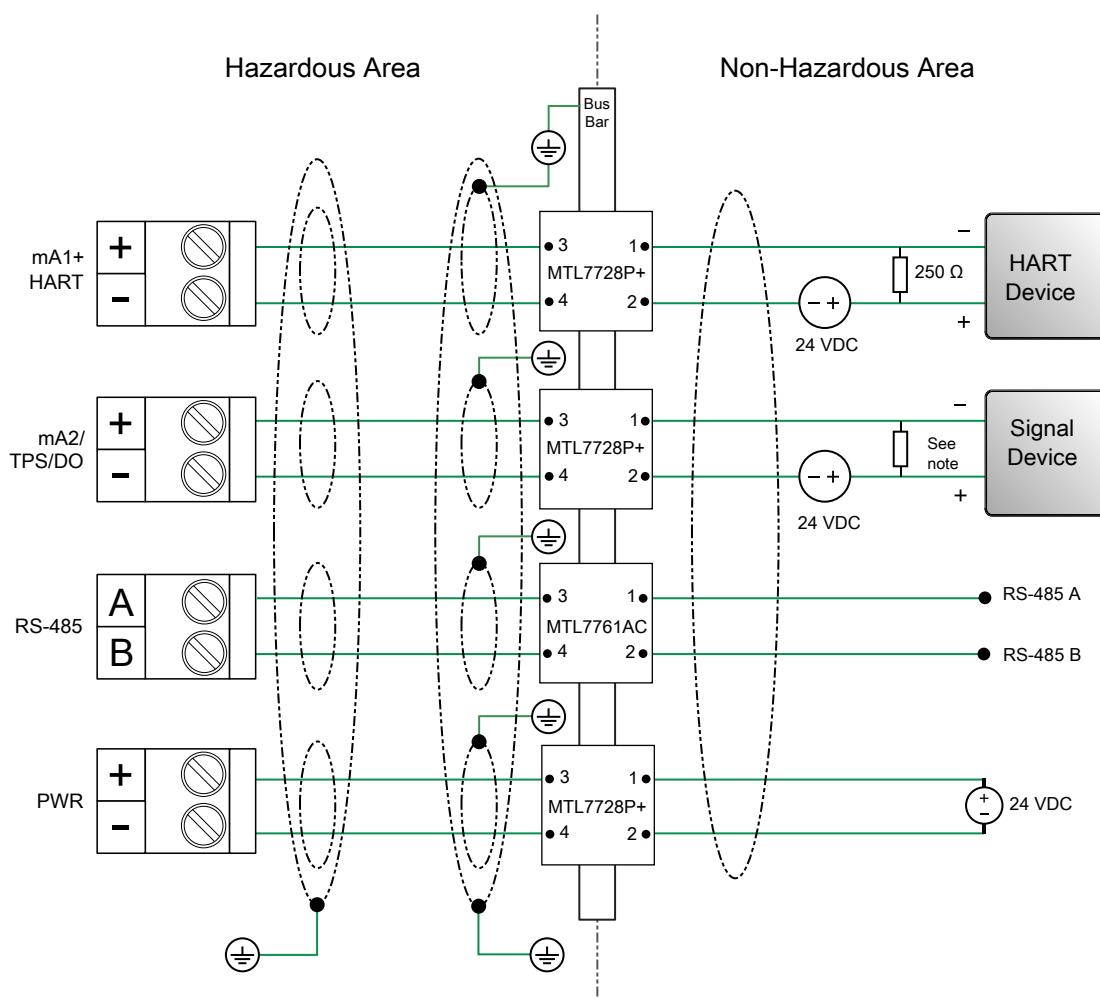 Hazardous Area
Non-Hazardous Area
Bus
Bar
mA1+
HART
+
-
3
4
MTL7728P+
1
2
- +
24 VDC
250 Ω
-
+
HART
Device
mA2/
TPS/DO
+
-
3
4
MTL7728P+
1
2
- +
24 VDC
See
note
-
+
Signal
Device
RS-485
A
B
3
4
MTL7761AC
1
2
RS-485 A
RS-485 B
PWR
+
-
3
4
MTL7728P+
1
2
+
-
24 VDC